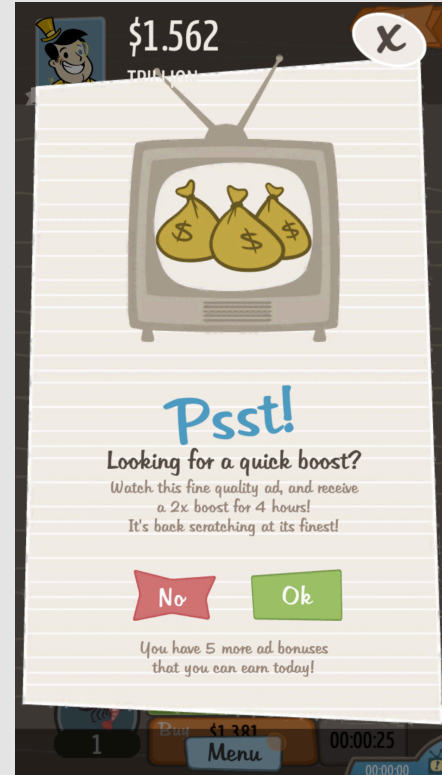 $1.562
TRILLION
X
$ $ $
Psst!
Looking for a quick boost?
Watch this fine quality ad, and receive
a 2x boost for 4 hours!
It's back scratching at its finest!
No
Ok
You have 5 more ad bonuses
that you can earn today!
Buy $1.381
1
00:00:25
Menu
00:00:00